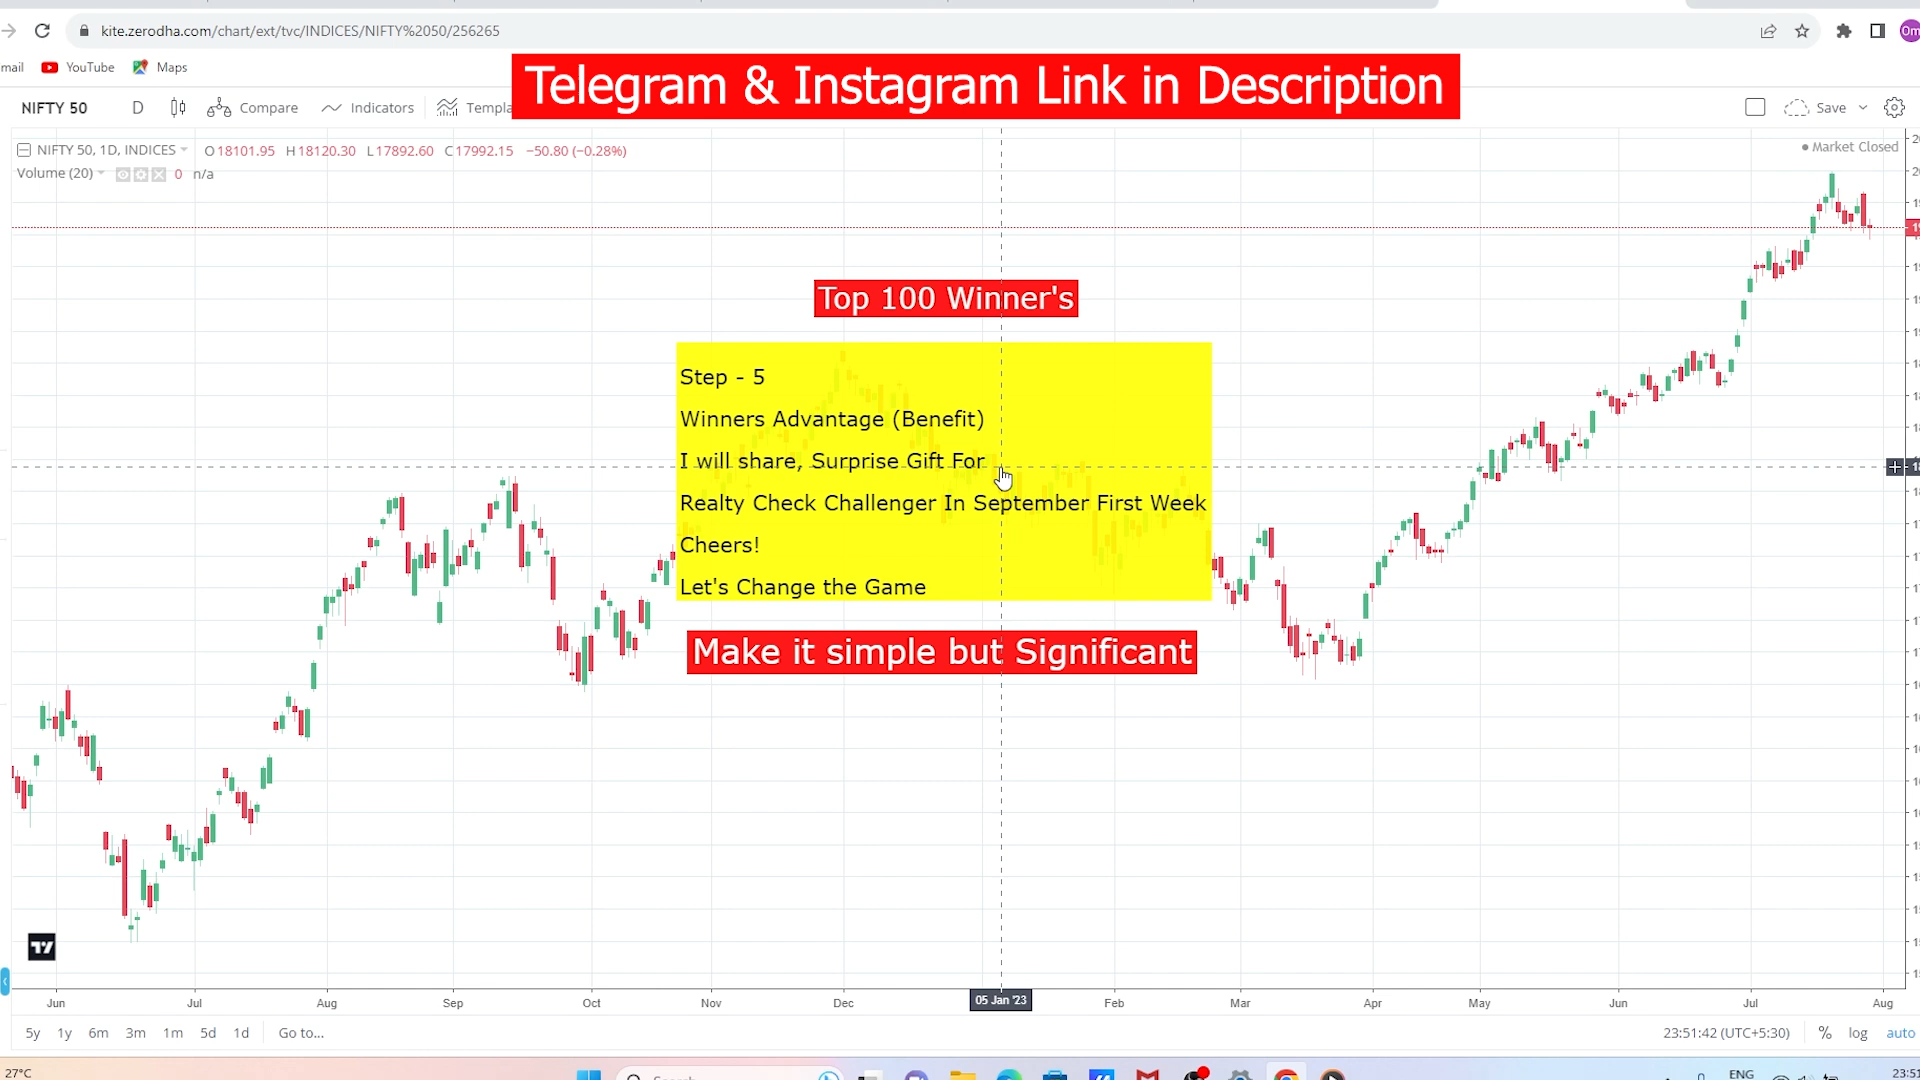 kite.zerodha.com/chart/ext/tvc/INDICES/NIFTY%2050/256265
Om
mail YouTube Maps
Telegram & Instagram Link in Description
NIFTY 50 D Compare Indicators Templa Save
NIFTY 50, 1D, INDICES O18101.95 H18120.30 L17892.60 C17992.15 −50.80 (−0.28%)
Market Closed
Volume (20) 0 n/a
Top 100 Winner's
Step - 5
Winners Advantage (Benefit)
I will share, Surprise Gift For
Realty Check Challenger In September First Week
Cheers!
Let's Change the Game
Make it simple but Significant
Jun Jul Aug Sep Oct Nov Dec 05 Jan '23 Feb Mar Apr May Jun Jul Aug
5y 1y 6m 3m 1m 5d 1d Go to... 23:51:42 (UTC+5:30) % log auto
27°C
ENG
23:51